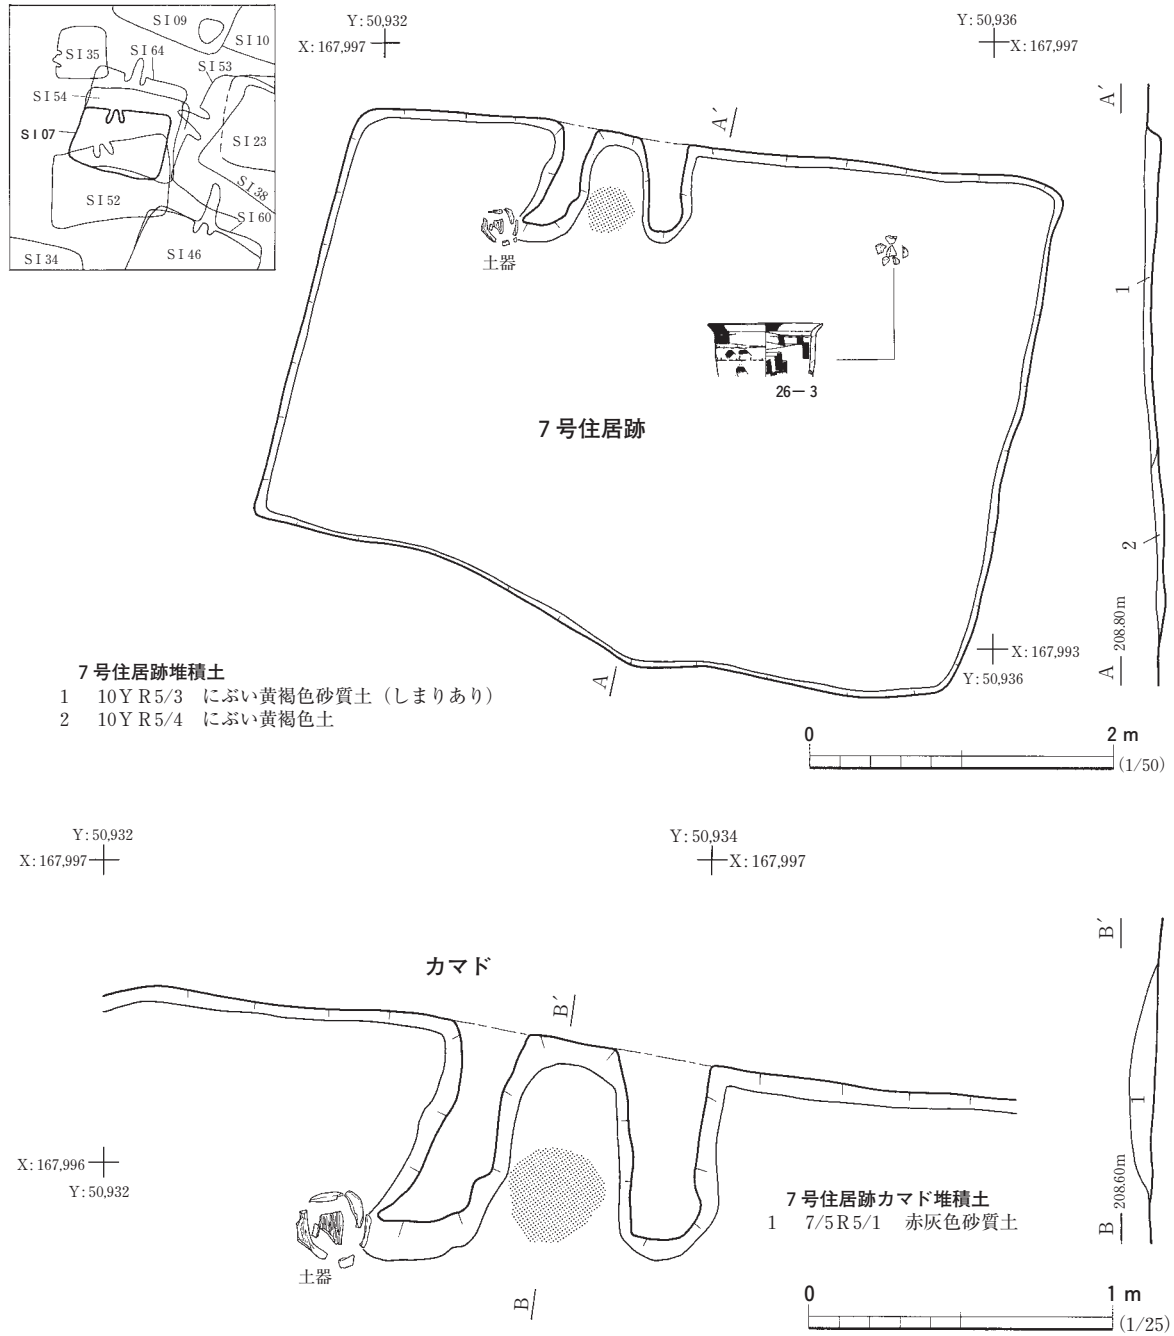 SI09
SI10
SI35
SI64
SI53
SI54
SI07
SI23
SI38
SI52
SI60
SI34
SI46
Y: 50,932
X: 167,997
Y: 50,936
X: 167,997
A′
A′
土器
26－3
1
7号住居跡
2
208.80m
A
A
X: 167,993
Y: 50,936
7号住居跡堆積土
1 10YR5/3 にぶい黄褐色砂質土（しまりあり）
2 10YR5/4 にぶい黄褐色土
0 2m
(1/50)
Y: 50,932
X: 167,997
Y: 50,934
X: 167,997
カマド
B′
B′
1
X: 167,996
Y: 50,932
土器
208.60m
B
B
7号住居跡カマド堆積土
1 7/5R5/1 赤灰色砂質土
0 1m
(1/25)